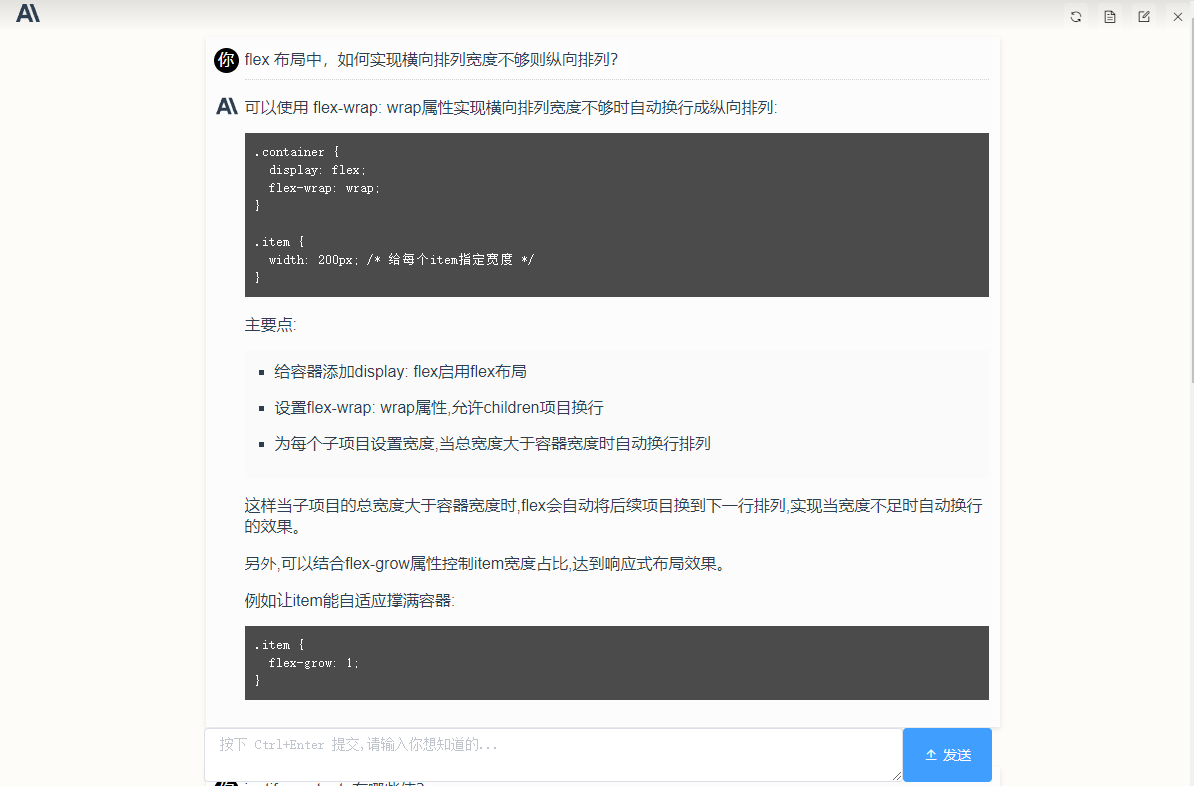 你 flex 布局中，如何实现横向排列宽度不够则纵向排列？
可以使用 flex-wrap: wrap属性实现横向排列宽度不够时自动换行成纵向排列:
.container {
  display: flex;
  flex-wrap: wrap;
}
.item {
  width: 200px; /* 给每个item指定宽度 */
}
主要点:
给容器添加display: flex启用flex布局
设置flex-wrap: wrap属性,允许children项目换行
为每个子项目设置宽度,当总宽度大于容器宽度时自动换行排列
这样当子项目的总宽度大于容器宽度时,flex会自动将后续项目换到下一行排列,实现当宽度不足时自动换行
的效果。
另外,可以结合flex-grow属性控制item宽度占比,达到响应式布局效果。
例如让item能自适应撑满容器:
.item {
  flex-grow: 1;
}
按下 Ctrl+Enter 提交,请输入你想知道的...
发送